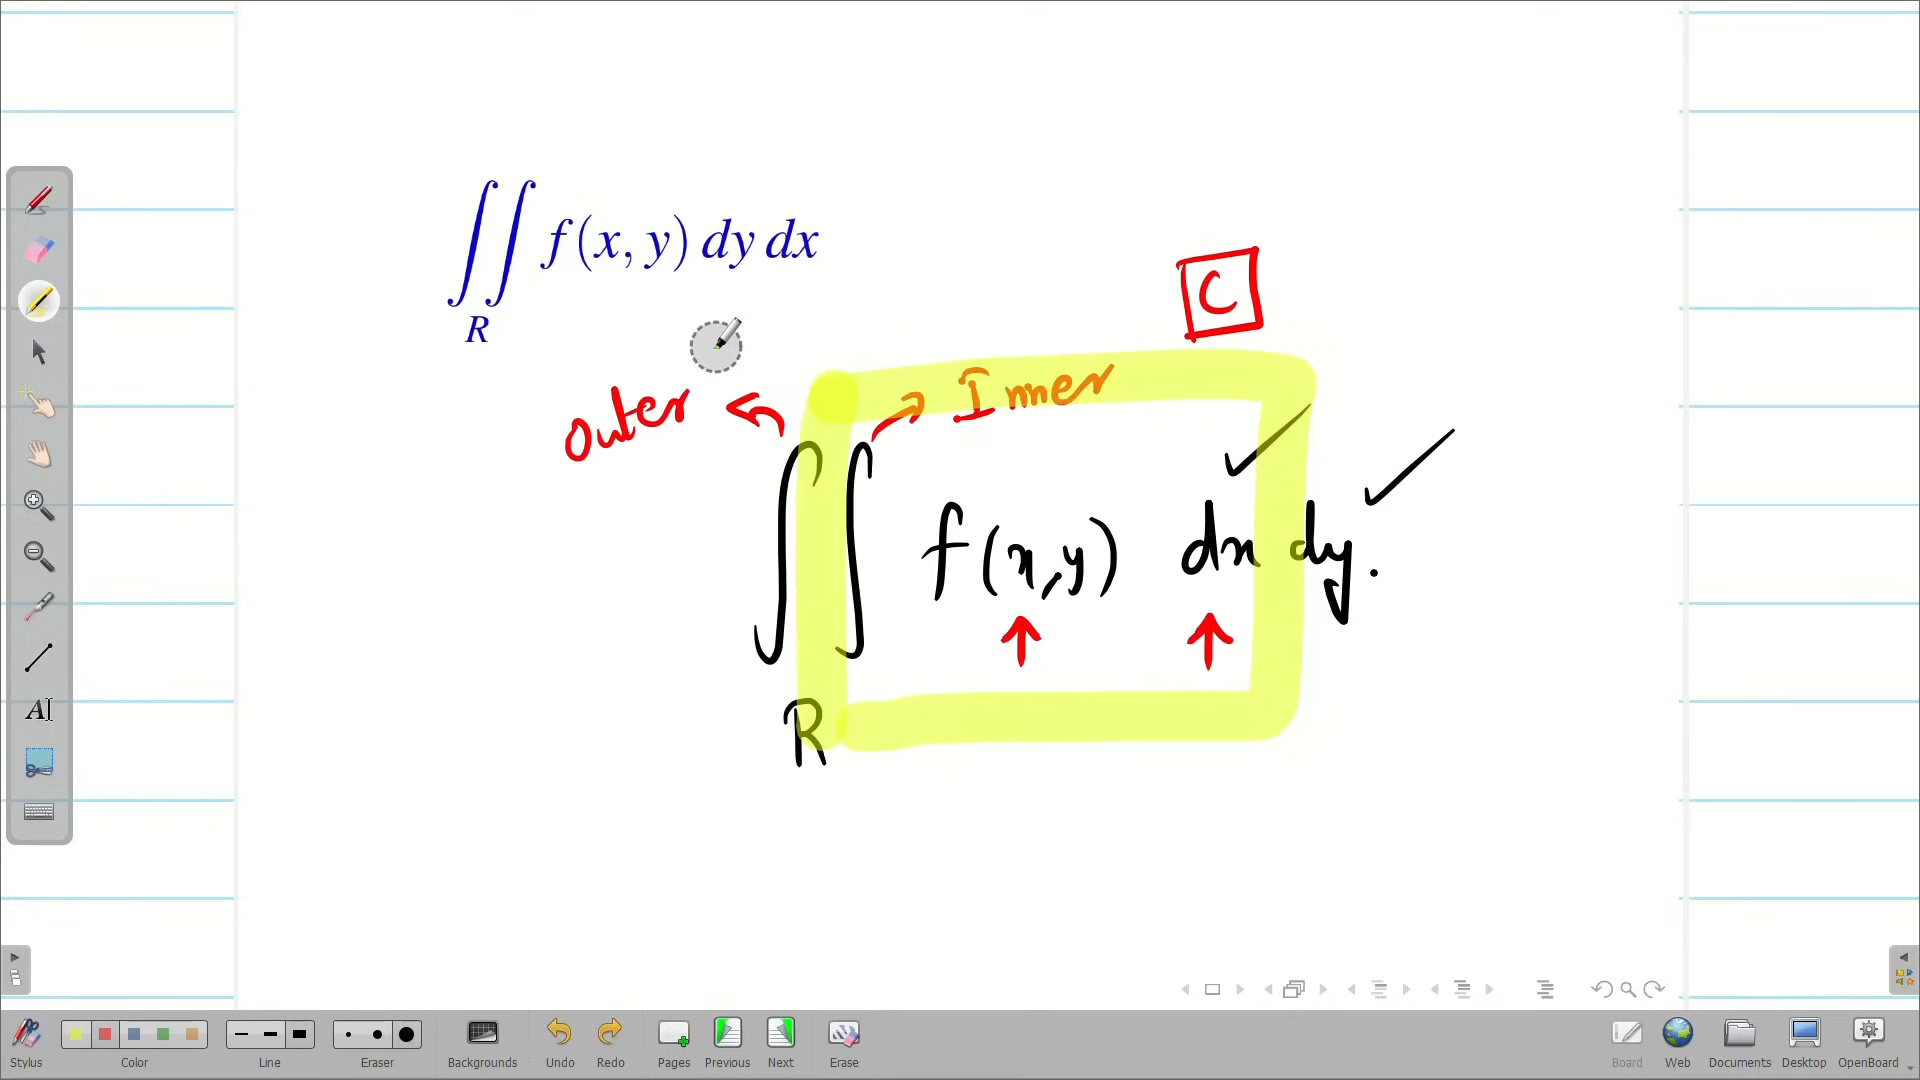 ∬ f(x, y) dy dx
R
C
outer
Inner
∫∫ f(x,y) dx dy.
R
A
Stylus
Color
Line
Eraser
Backgrounds
Undo
Redo
Pages
Previous
Next
Erase
Board
Web
Documents
Desktop
OpenBoard